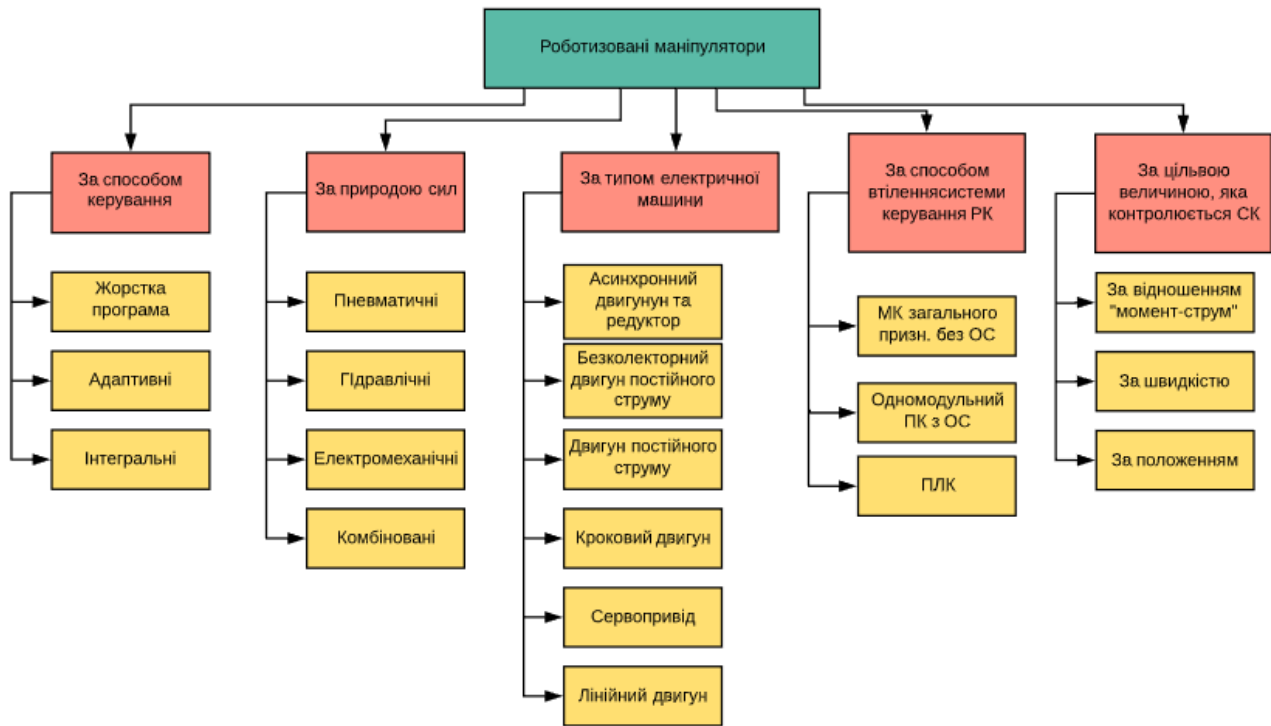 Роботизовані маніпулятори
За способом
керування
Жорстка
програма
Адаптивні
Інтегральні
За природою сил
Пневматичні
Гідравлічні
Електромеханічні
Комбіновані
За типом електричної
машини
Асинхронний
двигунун та
редуктор
Безколекторний
двигун постійного
струму
Двигун постійного
струму
Кроковий двигун
Сервопривід
Лінійний двигун
За способом
втіленнясистеми
керування РК
МК загального
призн. без ОС
Одномодульний
ПК з ОС
ПЛК
За цільвою
величиною, яка
контролюється СК
За відношенням
"момент-струм"
За швидкістю
За положенням